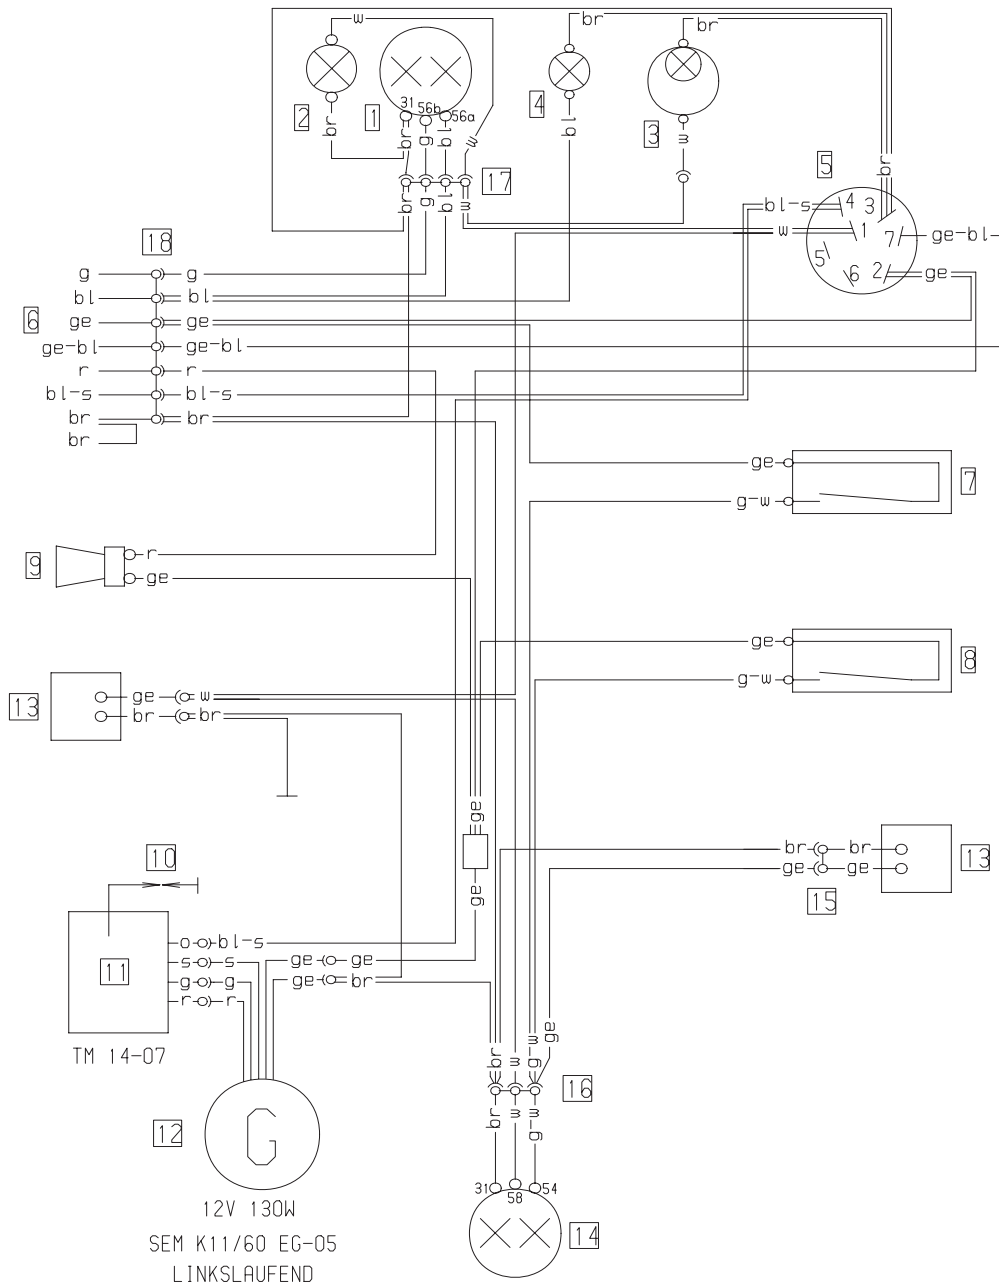 w
br
br
2
1
br
31 56b 56a
br g bl w
4
bl
3
w
5
br
17
br g bl w
bl-s 4 3
w 1 7 ge-bl
5 6 2 ge
18
g g
bl bl
6 ge ge
ge-bl ge-bl
r r
bl-s bl-s
br br
br
ge
g-w 7
9 r
ge
ge
g-w 8
13 ge w
br br
ge
ge
br br 13
ge ge
15
10
11
o bl-s
s s
g g
r r
TM 14-07
ge ge
ge br
ge
br w w-g
16
br w w-g
12 G
12V 130W
SEM K11/60 EG-05
LINKSLAUFEND
31 58 54
14